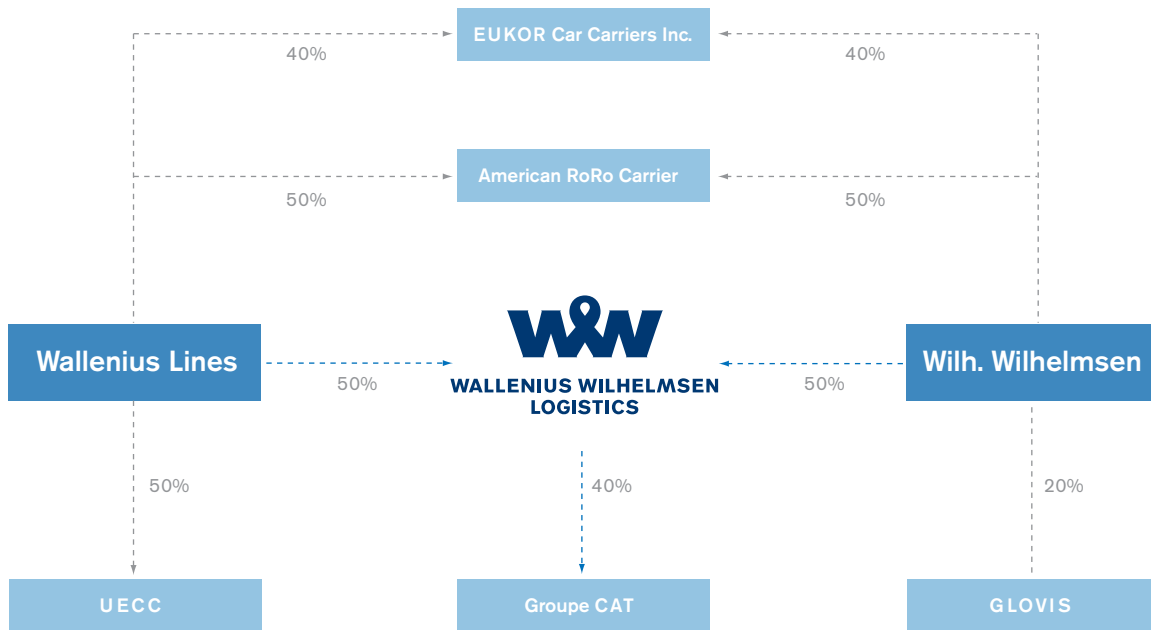 EUKOR Car Carriers Inc.
40%
40%
American RoRo Carrier
50%
50%
W&W
Wallenius Lines
Wilh. Wilhelmsen
50%
50%
WALLENIUS WILHELMSEN
LOGISTICS
50%
40%
20%
UECC
Groupe CAT
GLOVIS